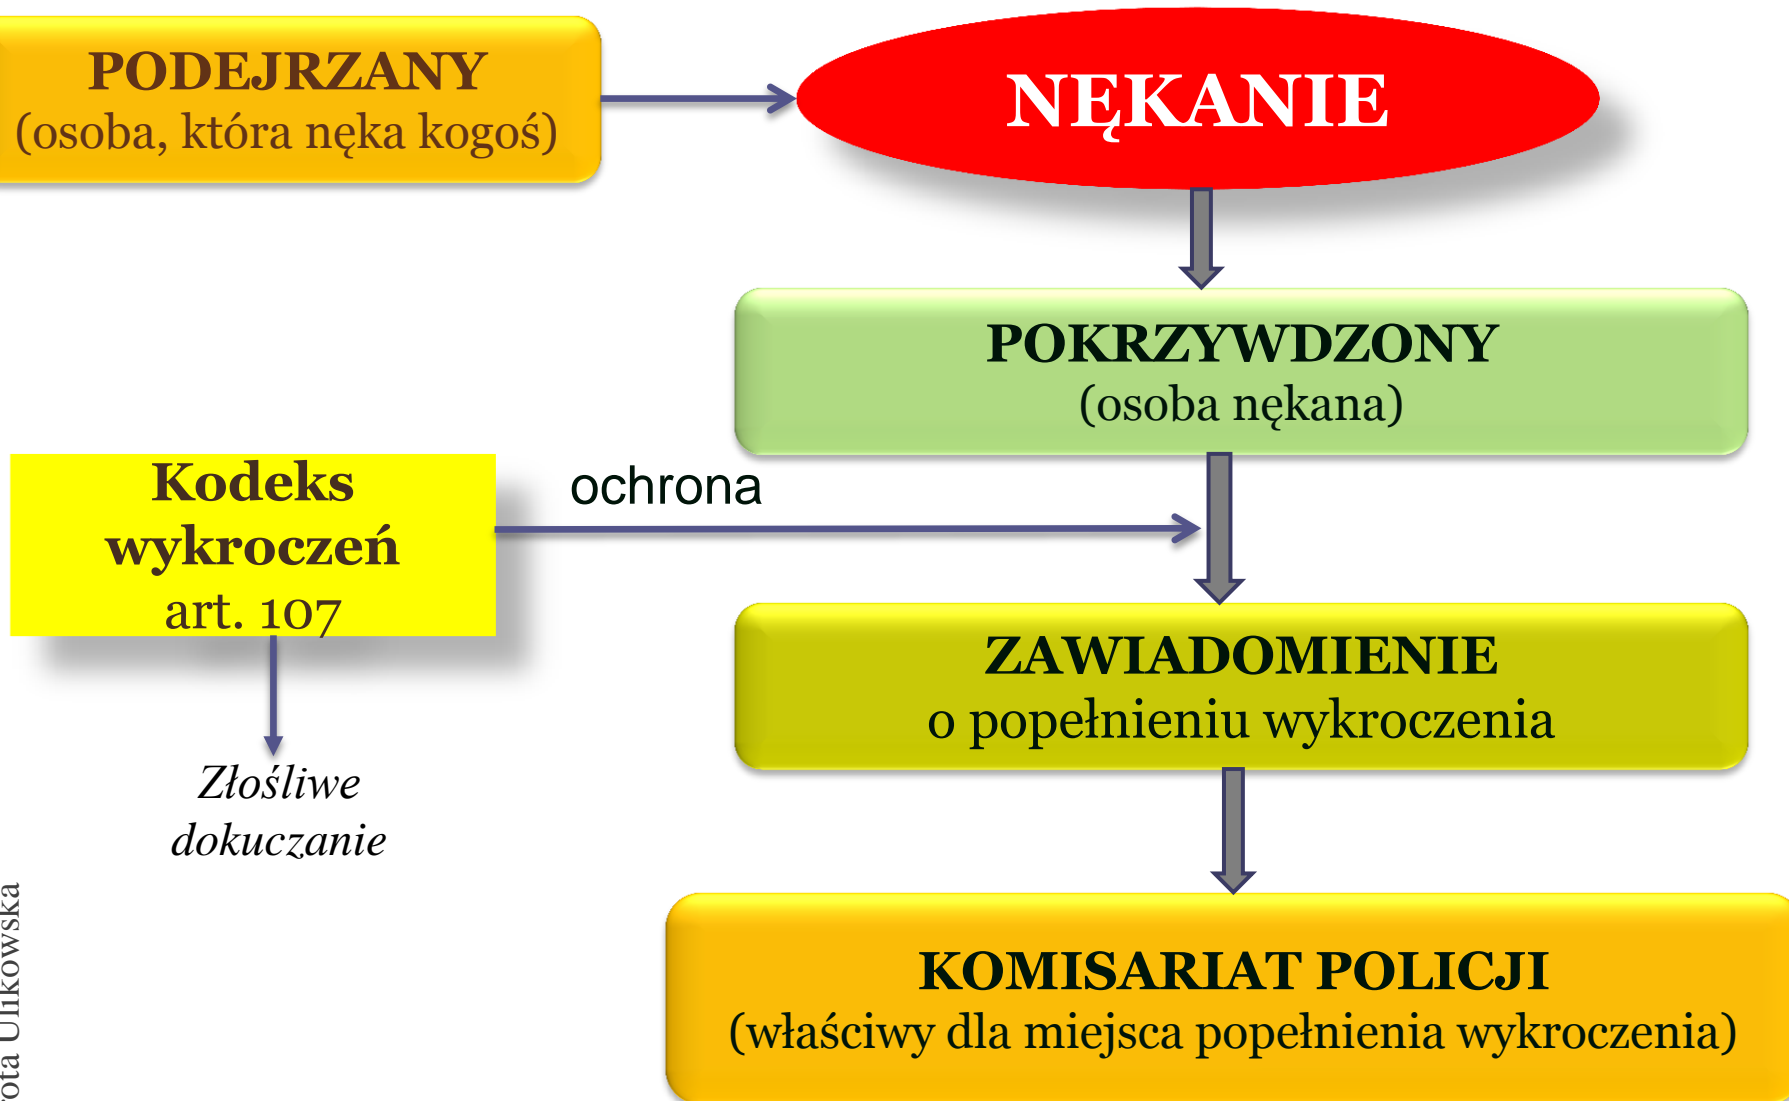 PODEJRZANY
(osoba, która nęka kogoś)
NĘKANIE
POKRZYWDZONY
(osoba nękana)
Kodeks
wykroczeń
art. 107
ochrona
ZAWIADOMIENIE
o popełnieniu wykroczenia
Złośliwe
dokuczanie
KOMISARIAT POLICJI
(właściwy dla miejsca popełnienia wykroczenia)
Ulikowska